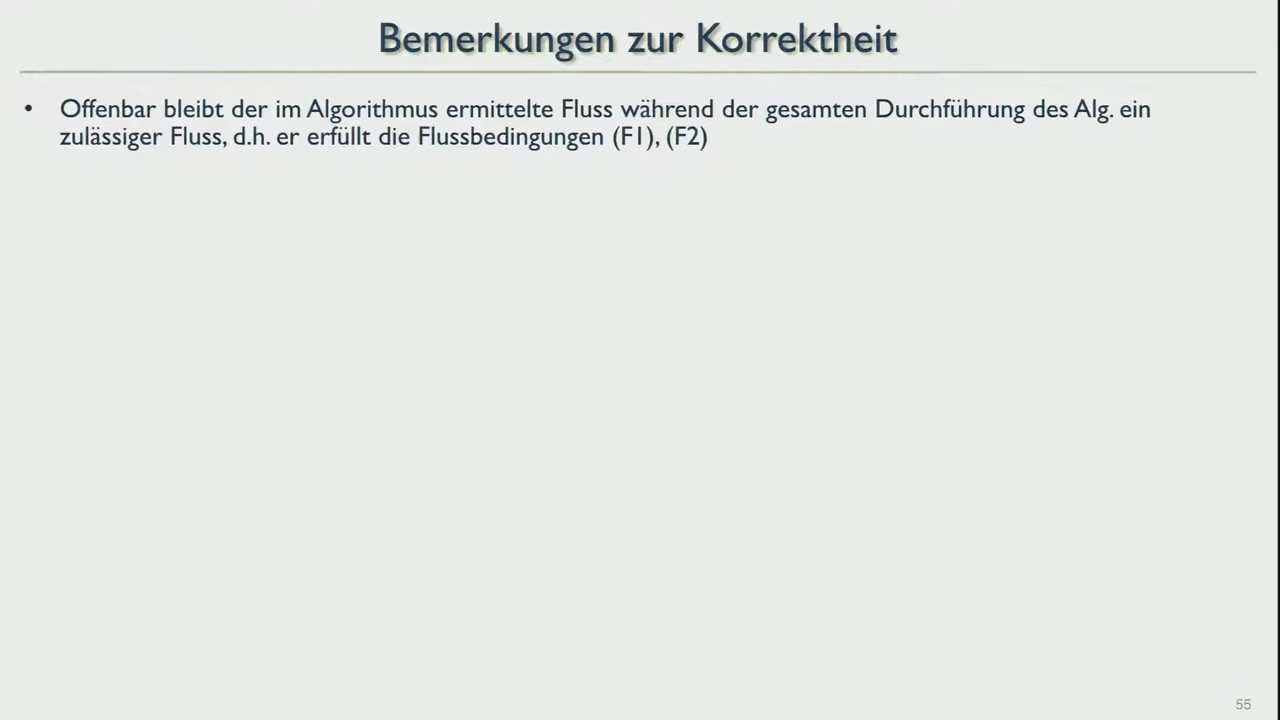 Bemerkungen zur Korrektheit
• Offenbar bleibt der im Algorithmus ermittelte Fluss während der gesamten Durchführung des Alg. ein
zulässiger Fluss, d.h. er erfüllt die Flussbedingungen (F1), (F2)
55